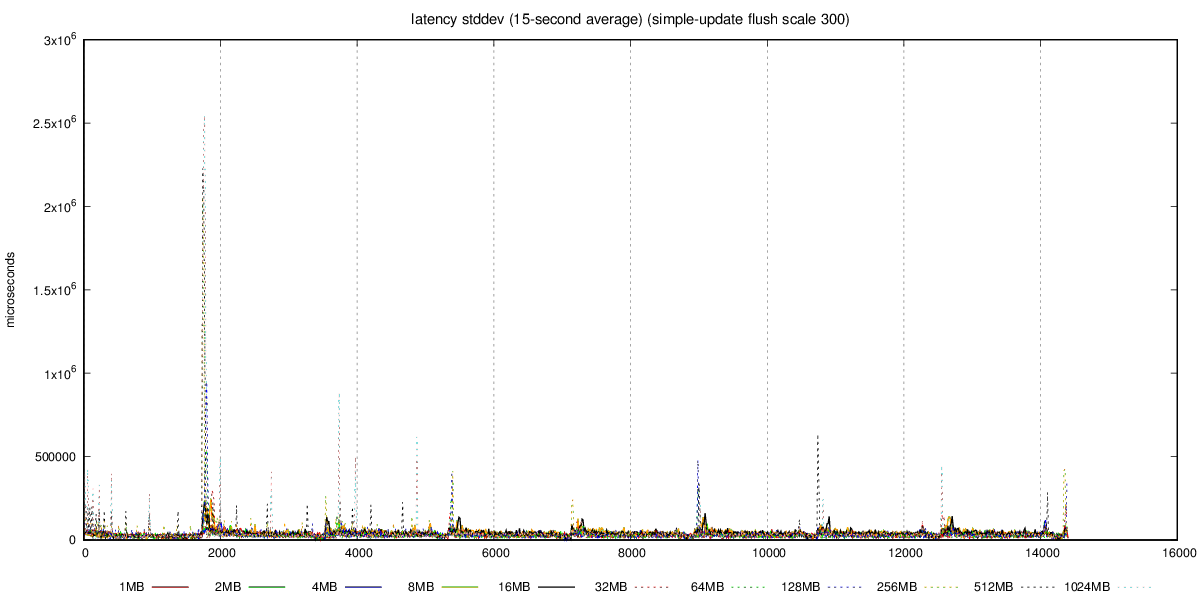 latency stddev (15-second average) (simple-update flush scale 300)
3x10^6
2.5x10^6
2x10^6
1.5x10^6
1x10^6
500000
0
microseconds
0 2000 4000 6000 8000 10000 12000 14000 16000
1MB 2MB 4MB 8MB 16MB 32MB 64MB 128MB 256MB 512MB 1024MB